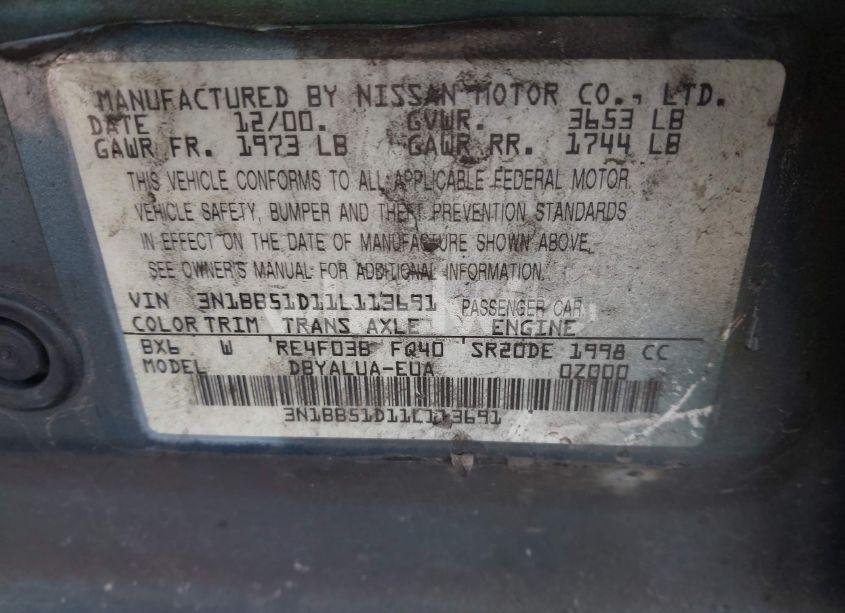 MANUFACTURED BY NISSAN MOTOR CO., LTD.
DATE 12/00. GVWR. 3653 LB
GAWR FR. 1973 LB GAWR RR. 1744 LB
THIS VEHICLE CONFORMS TO ALL APPLICABLE FEDERAL MOTOR
VEHICLE SAFETY, BUMPER AND THEFT PREVENTION STANDARDS
IN EFFECT ON THE DATE OF MANUFACTURE SHOWN ABOVE.
SEE OWNER'S MANUAL FOR ADDITIONAL INFORMATION.
VIN 3N1BB51D11L113691 PASSENGER CAR
COLOR TRIM TRANS AXLE ENGINE
BX6 W RE4F03B FQ40 SR20DE 1998 CC
MODEL DBYALUA-EUA 0Z000
3N1BB51D11L113691